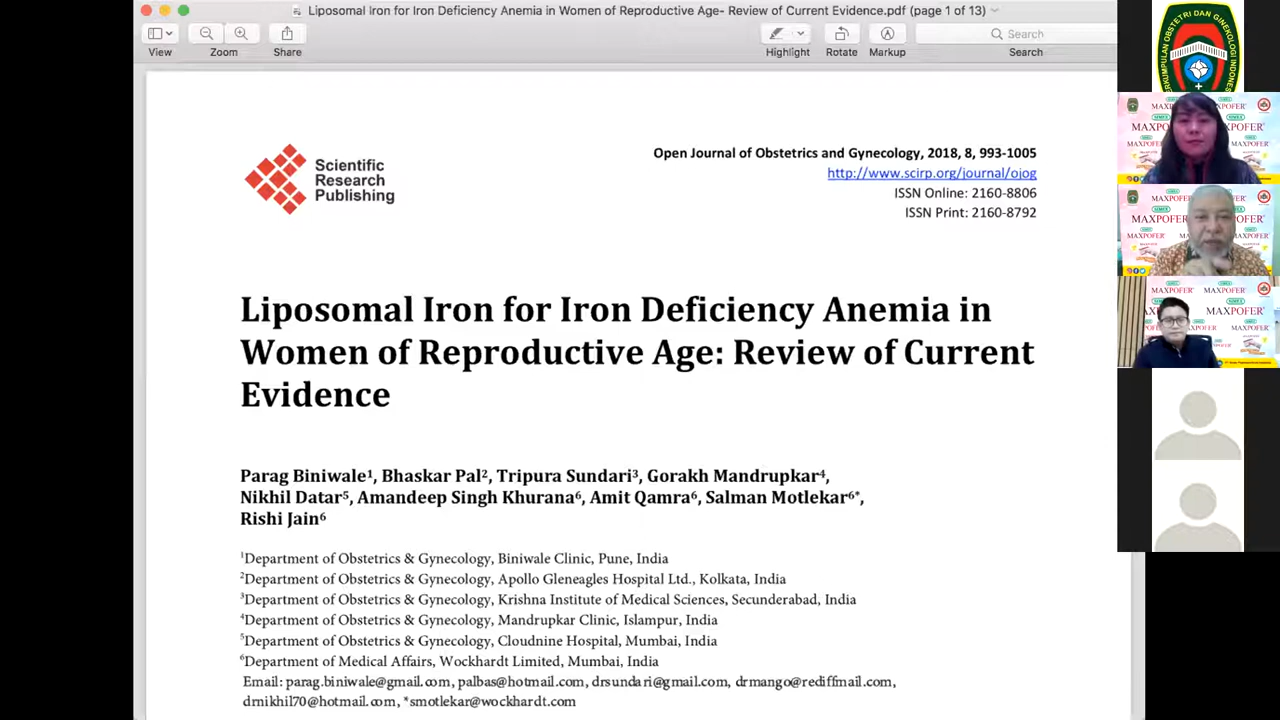 Liposomal Iron for Iron Deficiency Anemia in Women of Reproductive Age- Review of Current Evidence.pdf (page 1 of 13)
View
Zoom
Share
Highlight
Rotate
Markup
Search
Search
Scientific
Research
Publishing
Open Journal of Obstetrics and Gynecology, 2018, 8, 993-1005
http://www.scirp.org/journal/ojog
ISSN Online: 2160-8806
ISSN Print: 2160-8792
Liposomal Iron for Iron Deficiency Anemia in
Women of Reproductive Age: Review of Current
Evidence
Parag Biniwale1, Bhaskar Pal2, Tripura Sundari3, Gorakh Mandrupkar4,
Nikhil Datar5, Amandeep Singh Khurana6, Amit Qamra6, Salman Motlekar6*,
Rishi Jain6
1Department of Obstetrics & Gynecology, Biniwale Clinic, Pune, India
2Department of Obstetrics & Gynecology, Apollo Gleneagles Hospital Ltd., Kolkata, India
3Department of Obstetrics & Gynecology, Krishna Institute of Medical Sciences, Secunderabad, India
4Department of Obstetrics & Gynecology, Mandrupkar Clinic, Islampur, India
5Department of Obstetrics & Gynecology, Cloudnine Hospital, Mumbai, India
6Department of Medical Affairs, Wockhardt Limited, Mumbai, India
Email: parag.biniwale@gmail.com, palbas@hotmail.com, drsundari@gmail.com, drmango@rediffmail.com,
drnikhil70@hotmail.com, *smotlekar@wockhardt.com
MAXPOFER
MAXPOFER
MAXPOFER